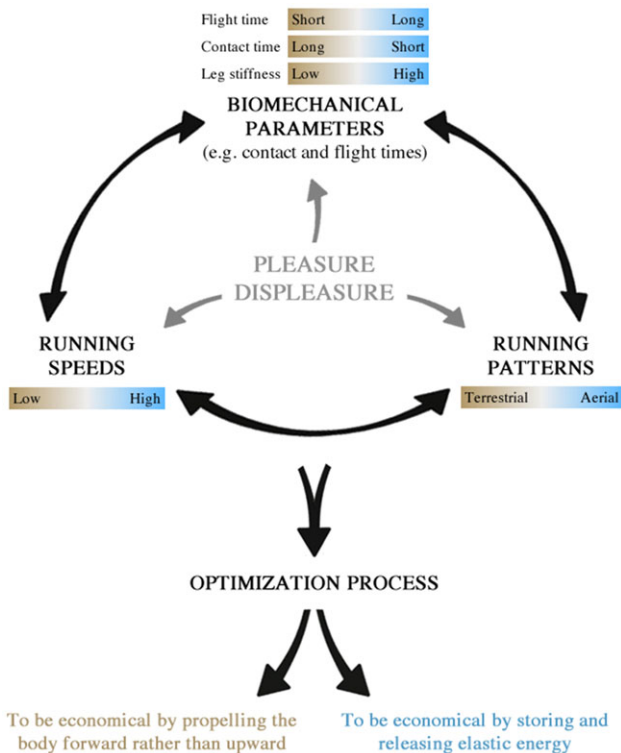 Flight time Short Long
Contact time Long Short
Leg stiffness Low High
BIOMECHANICAL
PARAMETERS
(e.g. contact and flight times)
PLEASURE
DISPLEASURE
RUNNING
SPEEDS
Low High
RUNNING
PATTERNS
Terrestrial Aerial
OPTIMIZATION PROCESS
To be economical by propelling the
body forward rather than upward
To be economical by storing and
releasing elastic energy